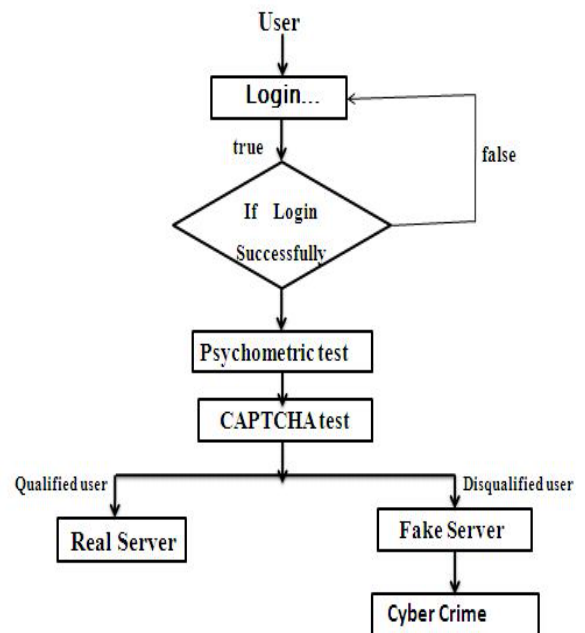 User
Login...
true
false
If Login
Successfully
Psychometric test
CAPTCHA test
Qualified user
Disqualified user
Real Server
Fake Server
Cyber Crime